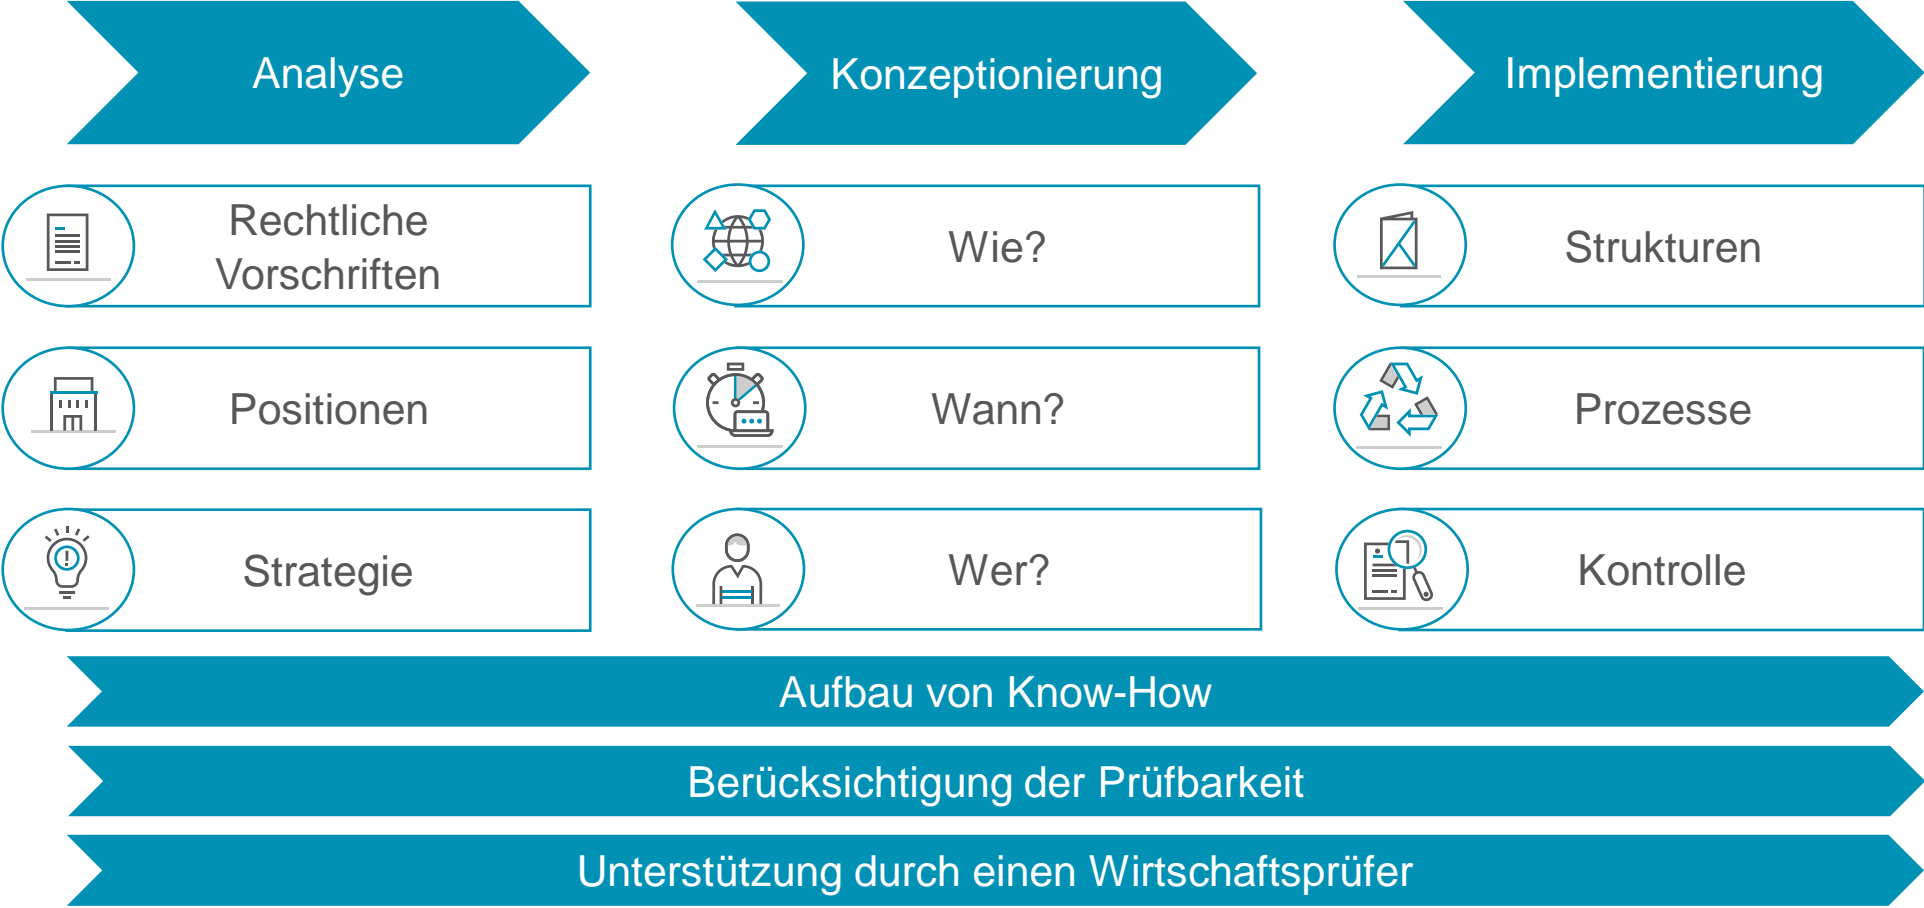 Analyse
Konzeptionierung
Implementierung
Rechtliche
Vorschriften
Wie?
Strukturen
Positionen
Wann?
Prozesse
Strategie
Wer?
Kontrolle
Aufbau von Know-How
Berücksichtigung der Prüfbarkeit
Unterstützung durch einen Wirtschaftsprüfer